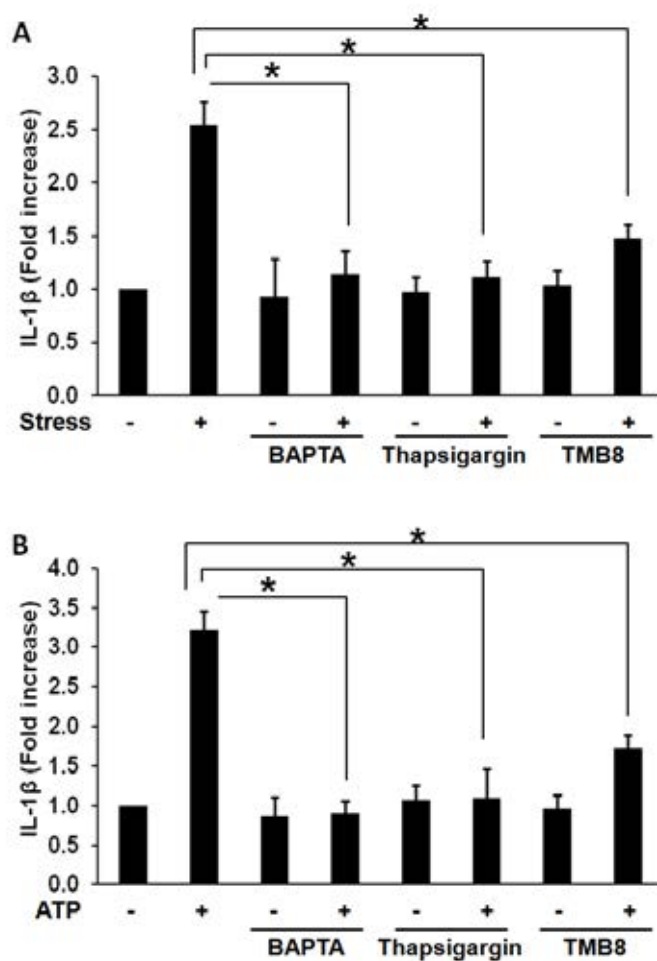 A
*
*
*
IL-1β (Fold increase)
3.0
2.5
2.0
1.5
1.0
0.5
0.0
Stress - + - + - + - +
BAPTA Thapsigargin TMB8
B
*
*
*
IL-1β (Fold increase)
4.0
3.5
3.0
2.5
2.0
1.5
1.0
0.5
0.0
ATP - + - + - + - +
BAPTA Thapsigargin TMB8